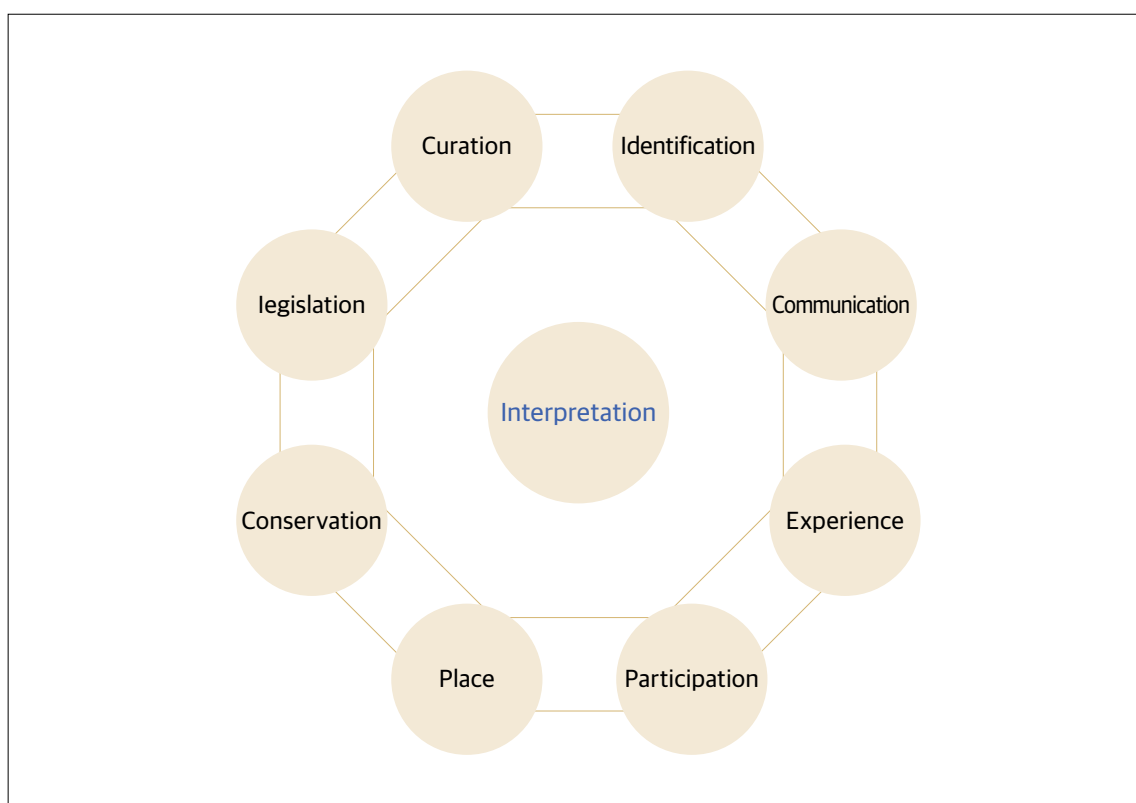 Curation
Identification
legislation
Communication
Interpretation
Conservation
Experience
Place
Participation